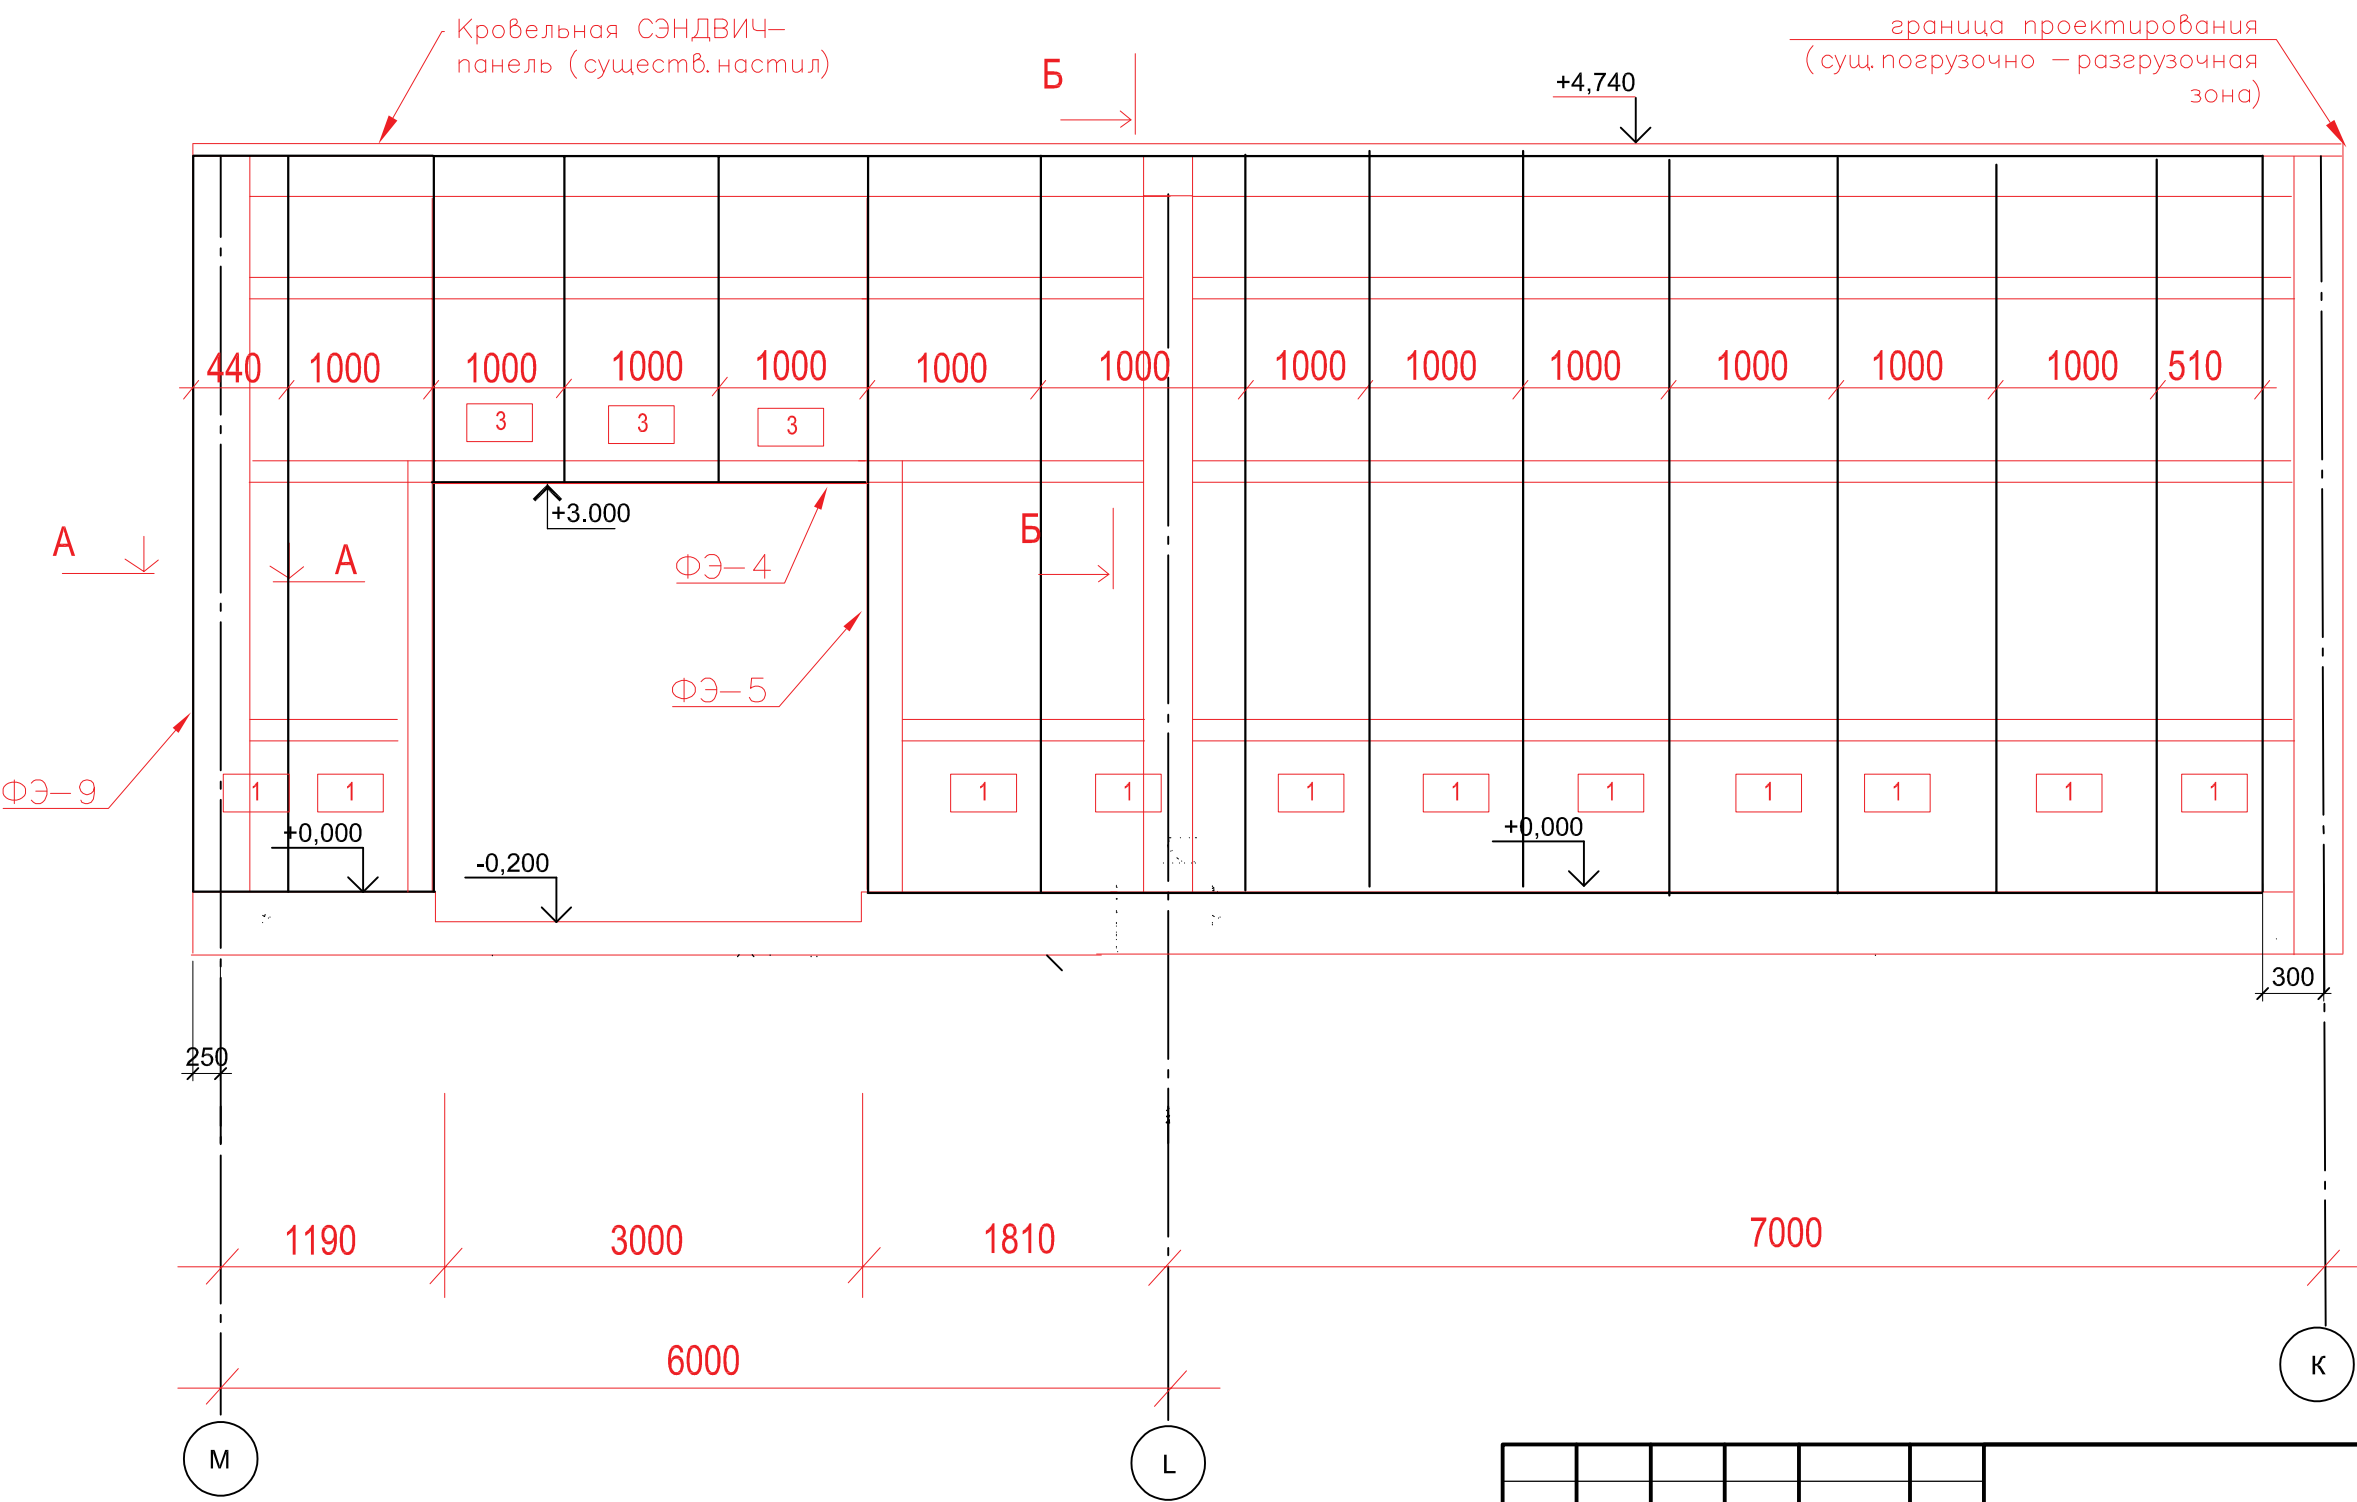 Кровельная СЭНДВИЧ–
панель (существ. настил)
Б
граница проектирования
(сущ. погрузочно – разгрузочная
зона)
+4,740
440 1000 1000 1000 1000 1000 1000 1000 1000 1000 1000 1000 1000 510
3 3 3
+3.000
А
А
Б
ФЭ–4
ФЭ–5
ФЭ–9
1 1 1 1 1 1 1 1 1 1 1
+0,000
+0,000
-0,200
300
250
1190 3000 1810 7000
6000
М
L
К